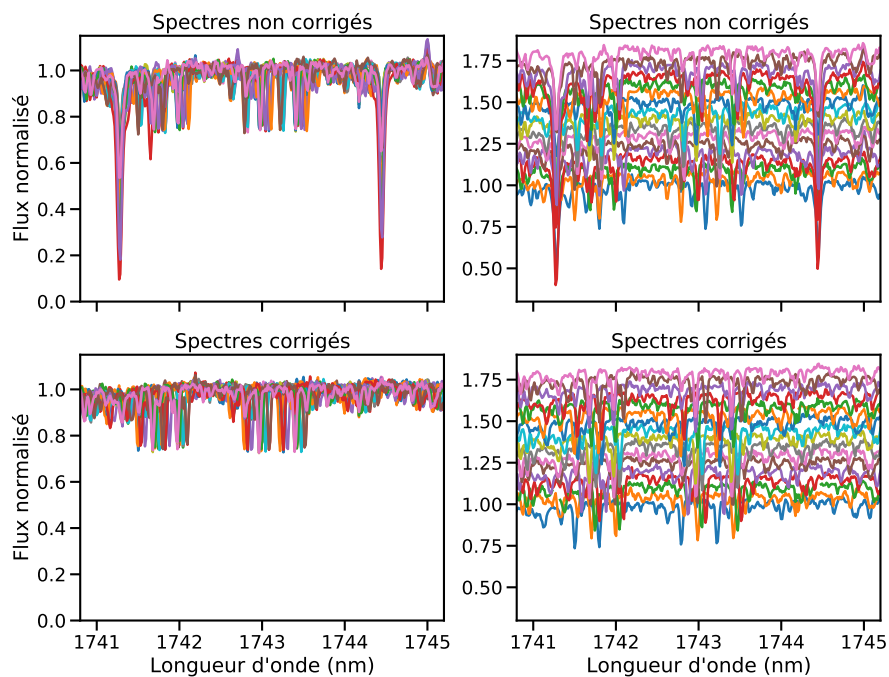 Spectres non corrigés
Spectres non corrigés
Flux normalisé
1.0
0.8
0.6
0.4
0.2
0.0
1.75
1.50
1.25
1.00
0.75
0.50
Spectres corrigés
Spectres corrigés
Flux normalisé
1.0
0.8
0.6
0.4
0.2
0.0
1.75
1.50
1.25
1.00
0.75
0.50
1741 1742 1743 1744 1745
1741 1742 1743 1744 1745
Longueur d'onde (nm)
Longueur d'onde (nm)